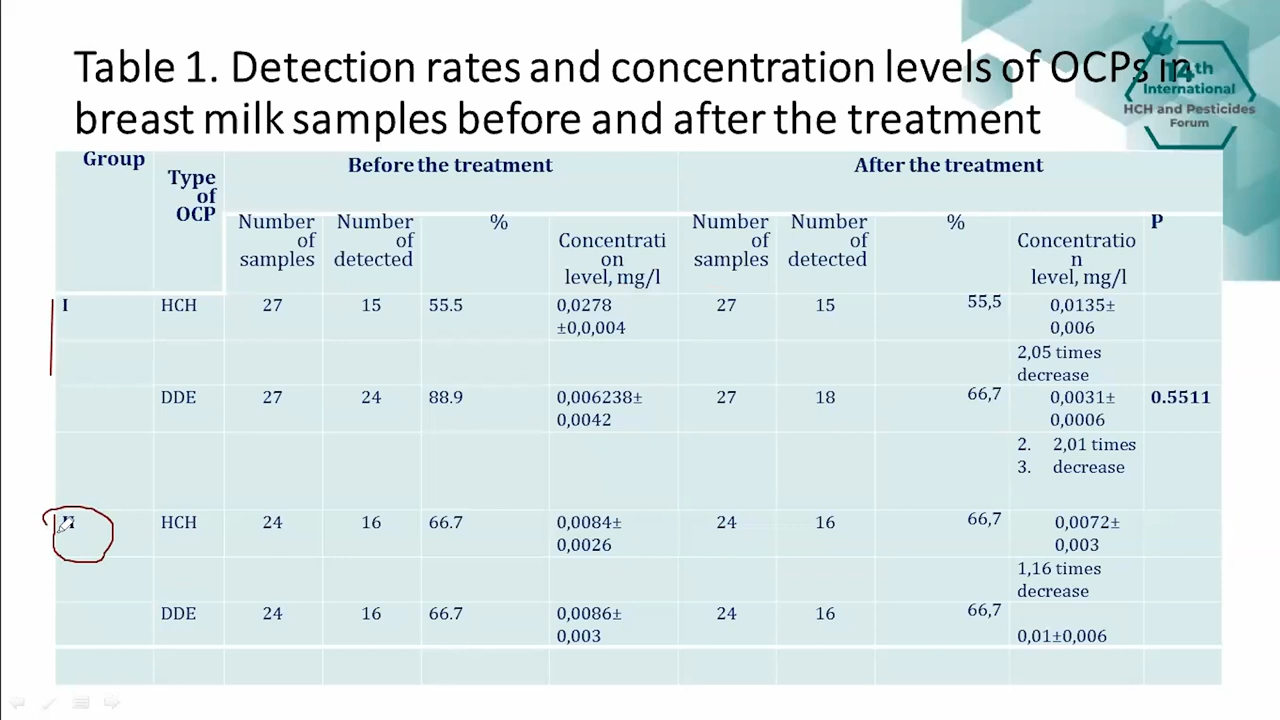 Table 1. Detection rates and concentration levels of OCPs in
breast milk samples before and after the treatment
14th
International
HCH and Pesticides
Forum
Group
Type
of
OCP
Before the treatment
After the treatment
Number
of
samples
Number
of
detected
%
Concentrati
on
level, mg/l
Number
of
samples
Number
of
detected
%
Concentratio
n
level, mg/l
P
I HCH 27 15 55.5 0,0278 27 15 55,5 0,0135±
±0,0,004 0,006
2,05 times
decrease
DDE 27 24 88.9 0,006238± 27 18 66,7 0,0031± 0.5511
0,0042 0,0006
2. 2,01 times
3. decrease
HCH 24 16 66.7 0,0084± 24 16 66,7 0,0072±
0,0026 0,003
1,16 times
decrease
DDE 24 16 66.7 0,0086± 24 16 66,7
0,003 0,01±0,006